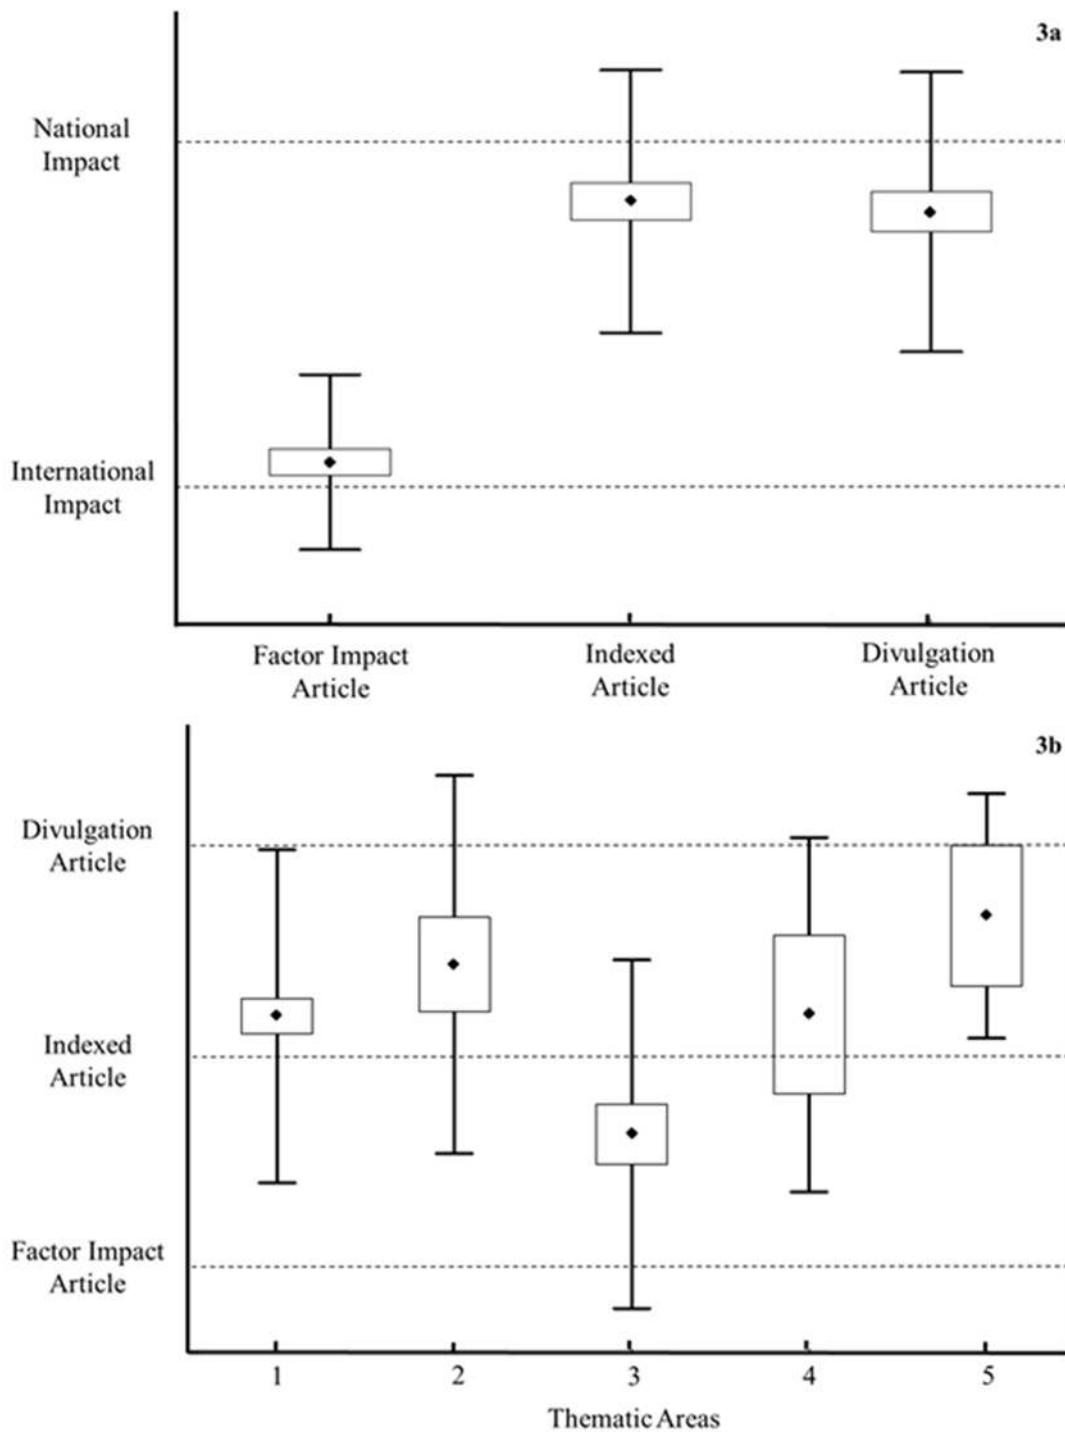 3a
National
Impact
International
Impact
Factor Impact
Article
Indexed
Article
Divulgation
Article
3b
Divulgation
Article
Indexed
Article
Factor Impact
Article
1
2
3
4
5
Thematic Areas